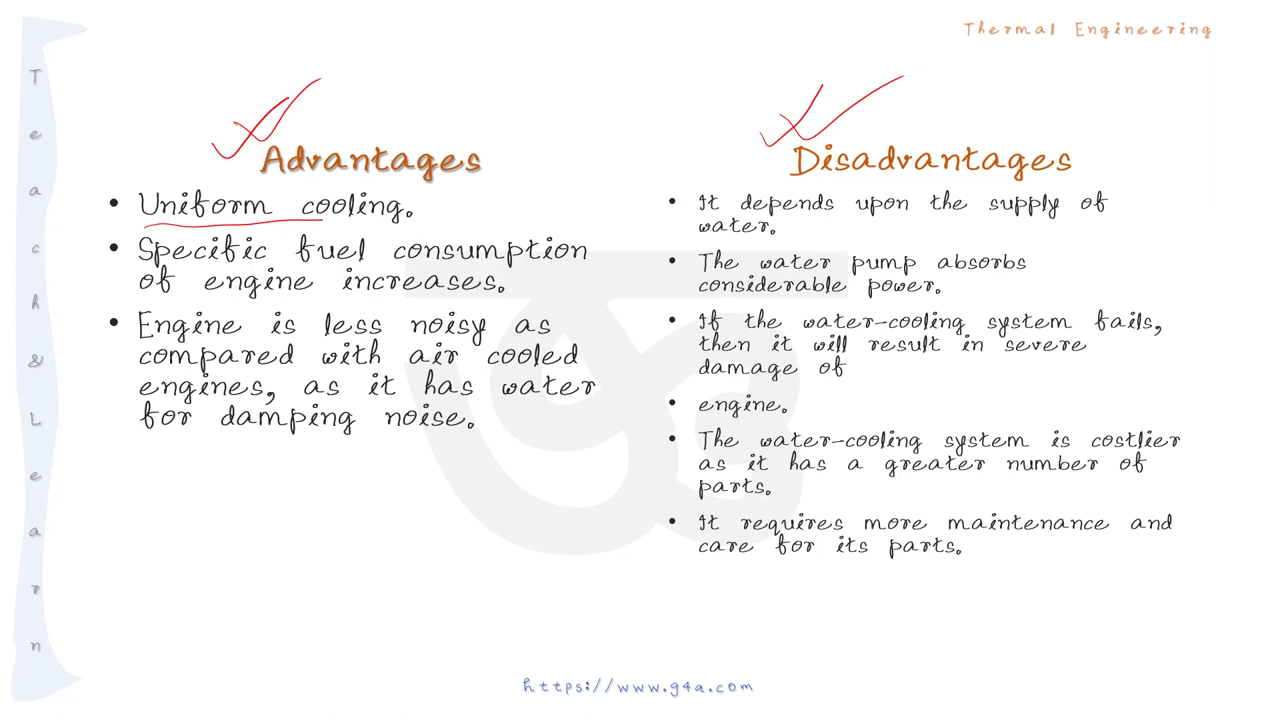 Thermal Engineering
Teach & Learn
Advantages
• Uniform cooling.
• Specific fuel consumption
of engine increases.
• Engine is less noisy as
compared with air cooled
engines, as it has water
for damping noise.
Disadvantages
• It depends upon the supply of
water.
• The water pump absorbs
considerable power.
• If the water-cooling system fails,
then it will result in severe
damage of
• engine.
• The water-cooling system is costlier
as it has a greater number of
parts.
• It requires more maintenance and
care for its parts.
https://www.g4a.com